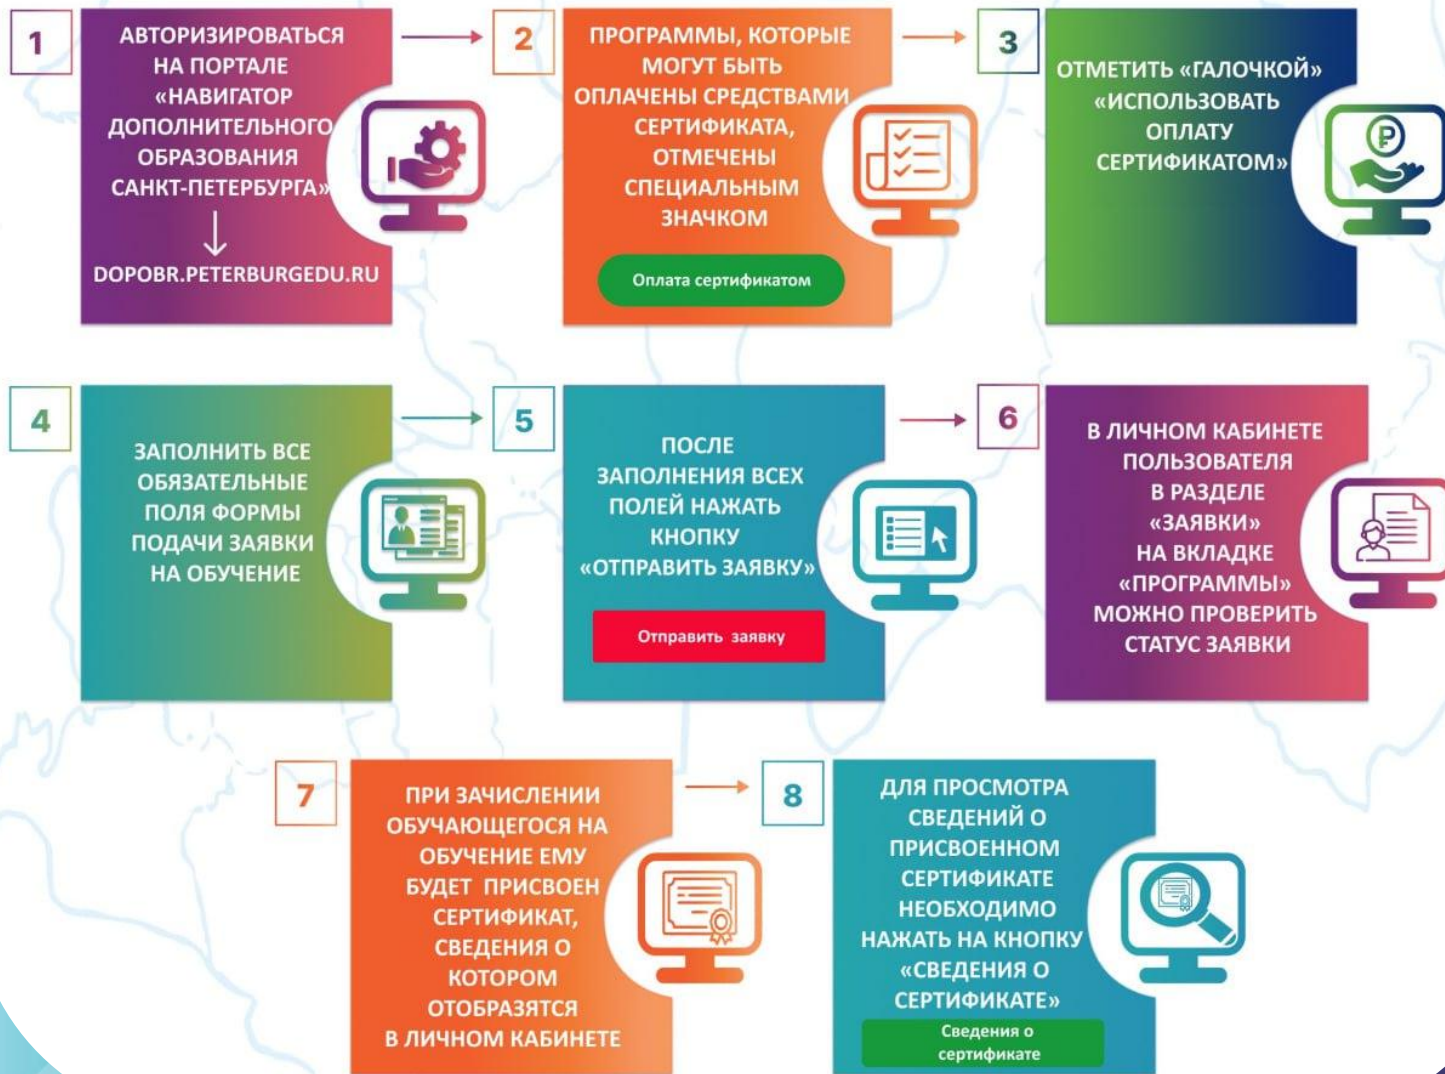 1
АВТОРИЗИРОВАТЬСЯ
НА ПОРТАЛЕ
«НАВИГАТОР
ДОПОЛНИТЕЛЬНОГО
ОБРАЗОВАНИЯ
САНКТ-ПЕТЕРБУРГА»
DOPOBR.PETERBURGEDU.RU
2
ПРОГРАММЫ, КОТОРЫЕ
МОГУТ БЫТЬ
ОПЛАЧЕНЫ СРЕДСТВАМИ
СЕРТИФИКАТА,
ОТМЕЧЕНЫ
СПЕЦИАЛЬНЫМ
ЗНАЧКОМ
Оплата сертификатом
3
ОТМЕТИТЬ «ГАЛОЧКОЙ»
«ИСПОЛЬЗОВАТЬ
ОПЛАТУ
СЕРТИФИКАТОМ»
4
ЗАПОЛНИТЬ ВСЕ
ОБЯЗАТЕЛЬНЫЕ
ПОЛЯ ФОРМЫ
ПОДАЧИ ЗАЯВКИ
НА ОБУЧЕНИЕ
5
ПОСЛЕ
ЗАПОЛНЕНИЯ ВСЕХ
ПОЛЕЙ НАЖАТЬ
КНОПКУ
«ОТПРАВИТЬ ЗАЯВКУ»
Отправить заявку
6
В ЛИЧНОМ КАБИНЕТЕ
ПОЛЬЗОВАТЕЛЯ
В РАЗДЕЛЕ
«ЗАЯВКИ»
НА ВКЛАДКЕ
«ПРОГРАММЫ»
МОЖНО ПРОВЕРИТЬ
СТАТУС ЗАЯВКИ
7
ПРИ ЗАЧИСЛЕНИИ
ОБУЧАЮЩЕГОСЯ НА
ОБУЧЕНИЕ ЕМУ
БУДЕТ ПРИСВОЕН
СЕРТИФИКАТ,
СВЕДЕНИЯ О
КОТОРОМ
ОТОБРАЗЯТСЯ
В ЛИЧНОМ КАБИНЕТЕ
8
ДЛЯ ПРОСМОТРА
СВЕДЕНИЙ О
ПРИСВОЕННОМ
СЕРТИФИКАТЕ
НЕОБХОДИМО
НАЖАТЬ НА КНОПКУ
«СВЕДЕНИЯ О
СЕРТИФИКАТЕ»
Сведения о
сертификате